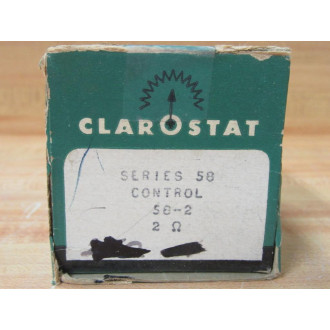 CLAROSTAT
SERIES 58
CONTROL
58-2
2 Ω